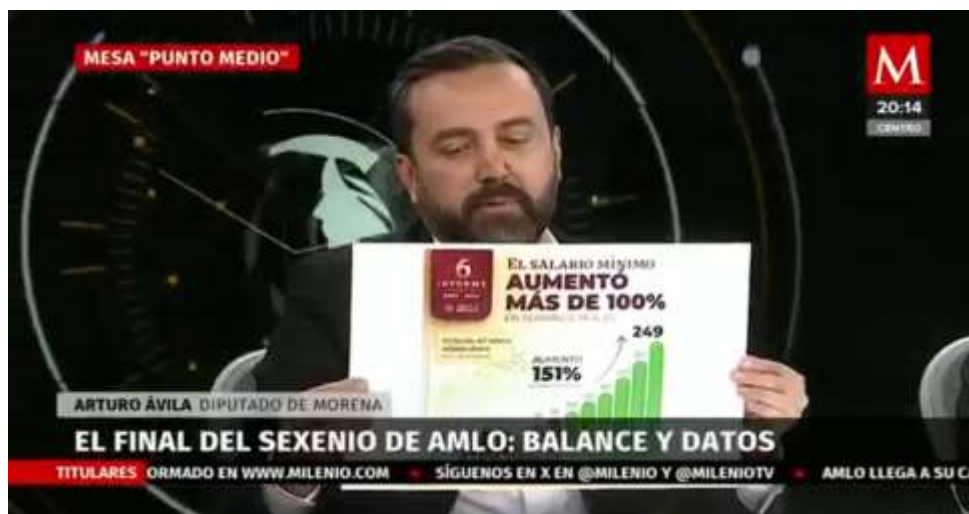 MESA "PUNTO MEDIO"
M
20:14
CENTRO
6
INFORME
EL SALARIO MÍNIMO
AUMENTÓ
MÁS DE 100%
249
AUMENTO
151%
ARTURO ÁVILA DIPUTADO DE MORENA
EL FINAL DEL SEXENIO DE AMLO: BALANCE Y DATOS
TITULARES ORMADO EN WWW.MILENIO.COM SÍGUENOS EN X EN @MILENIO Y @MILENIOTV AMLO LLEGA A SU C